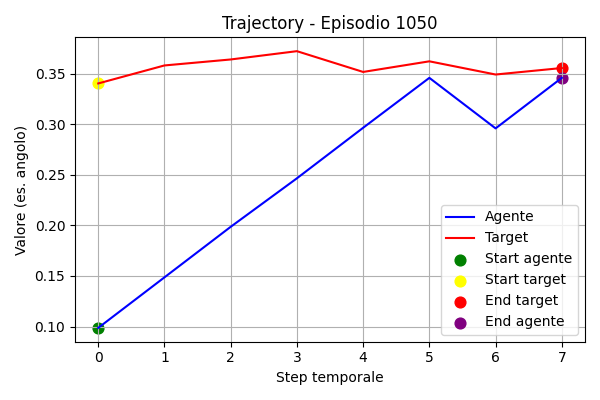 Trajectory - Episodio 1050
Valore (es. angolo)
0.35
0.30
0.25
0.20
0.15
0.10
Agente
Target
Start agente
Start target
End target
End agente
0 1 2 3 4 5 6 7
Step temporale